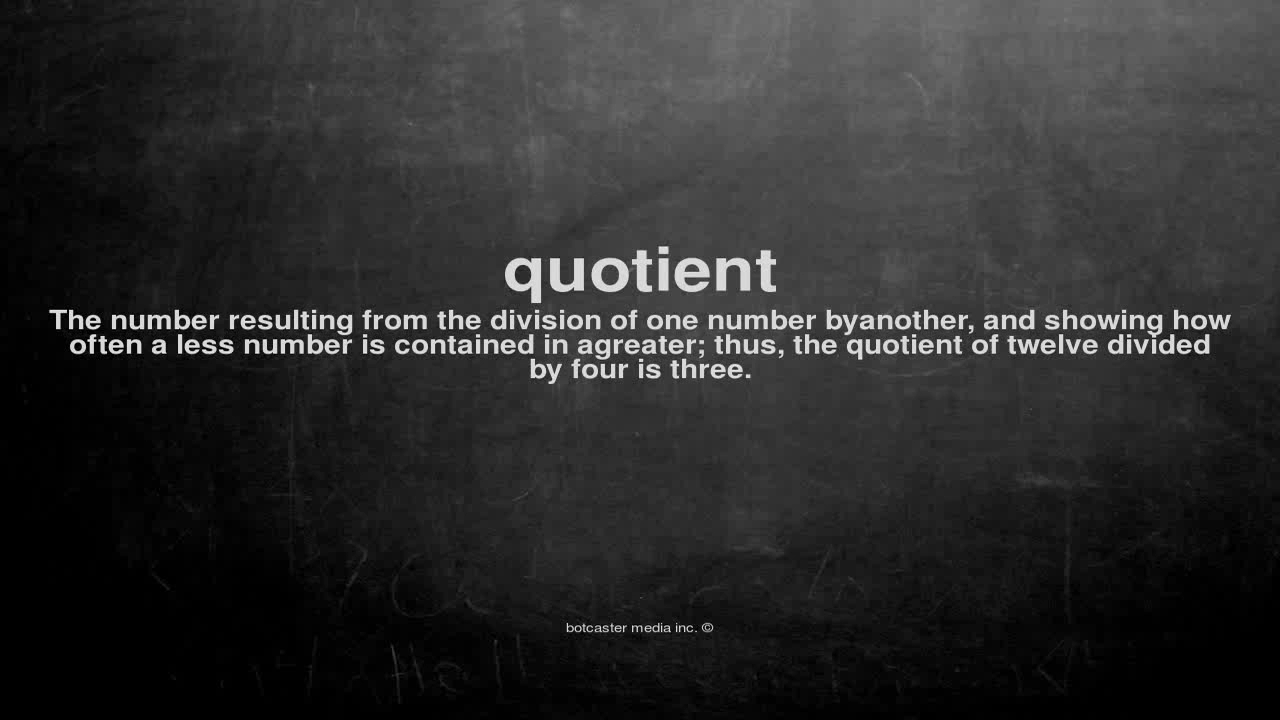 quotient
The number resulting from the division of one number byanother, and showing how
often a less number is contained in agreater; thus, the quotient of twelve divided
by four is three.
botcaster media inc. ©